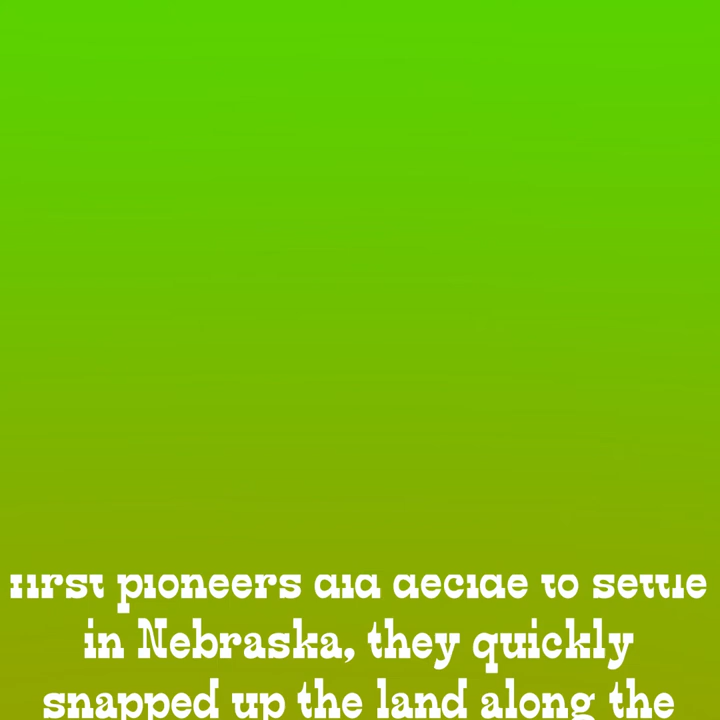 first pioneers did decide to settle
in Nebraska, they quickly
snapped up the land along the